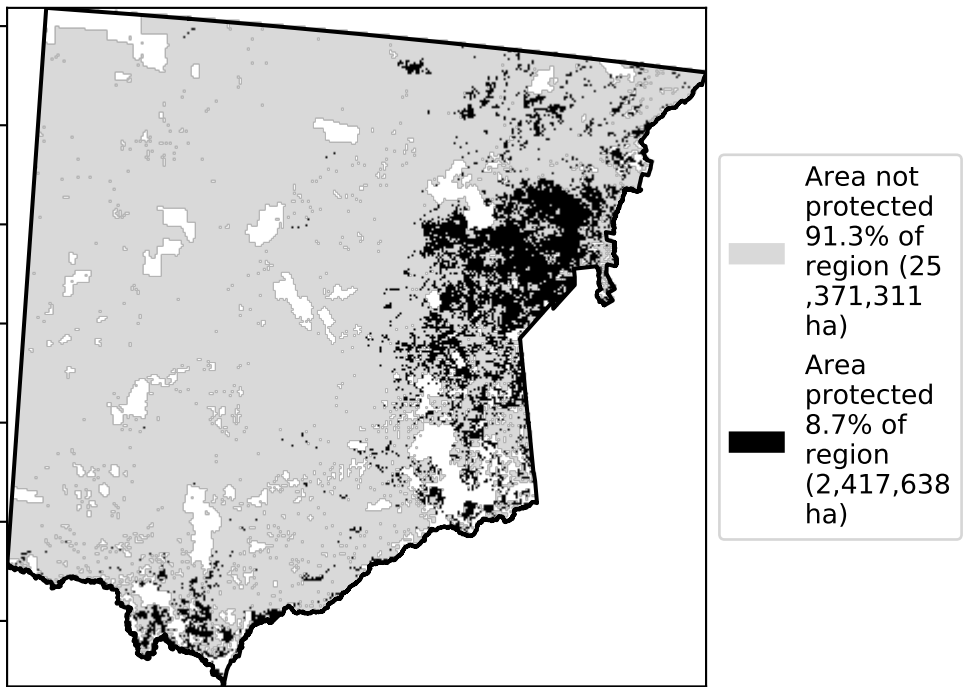 Area not
protected
91.3% of
region (25
,371,311
ha)
Area
protected
8.7% of
region
(2,417,638
ha)